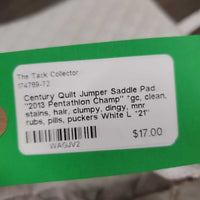 The Tack Collector
174789-72
Century Quilt Jumper Saddle Pad
"2013 Pentathlon Champ" *gc, clean,
stains, hair, clumpy, dingy, mnr
rubs, pills, puckers White L *21"
$17.00
WAGJV2